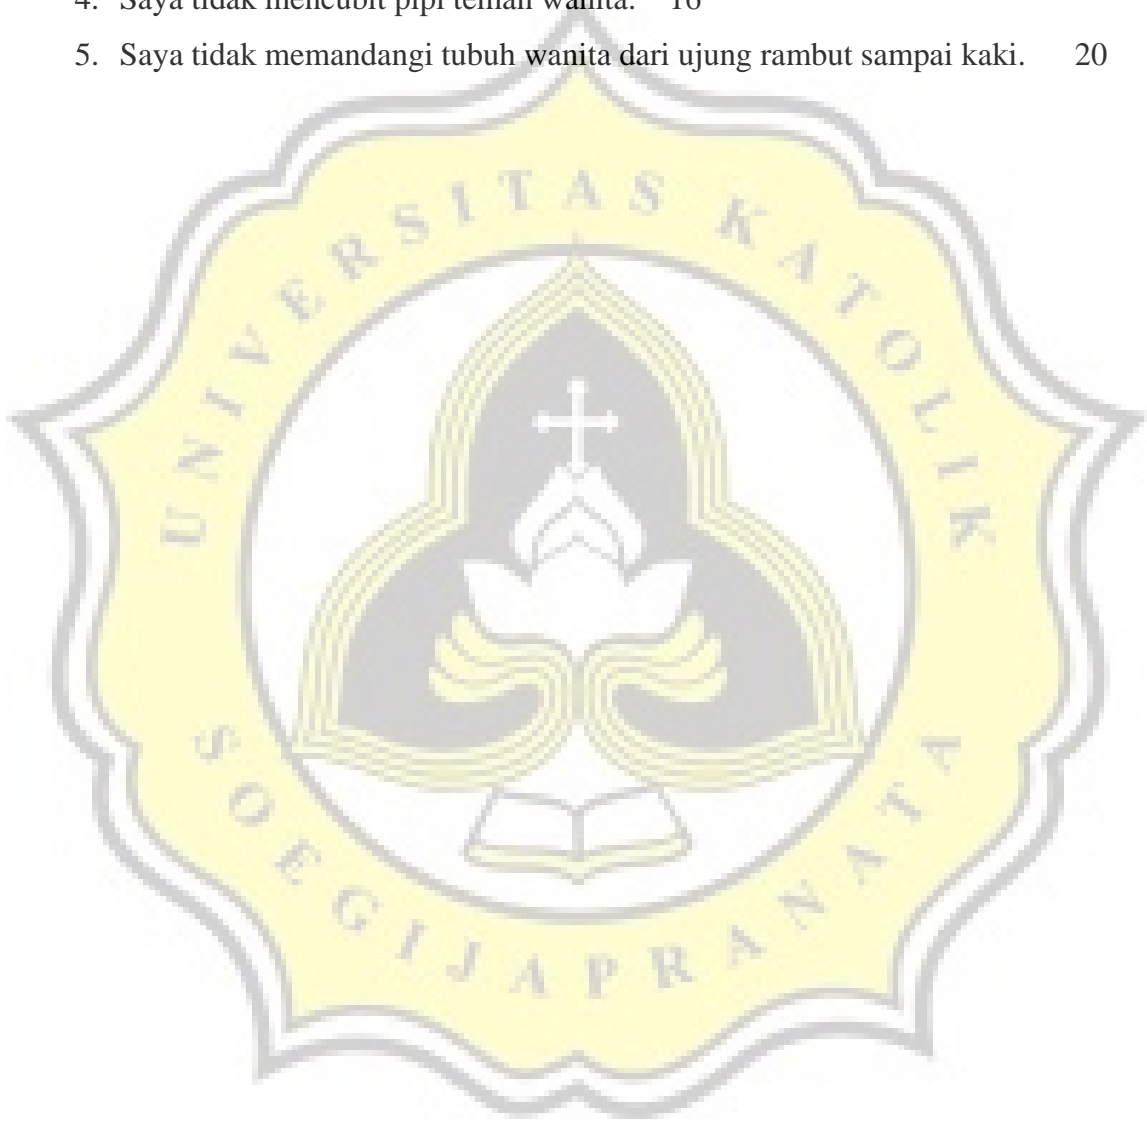 4. Saya tidak mencubit pipi teman wanita. 16
5. Saya tidak memandangi tubuh wanita dari ujung rambut sampai kaki. 20
UNIVERSITAS KATOLIK
SOEGIJAPRANATA